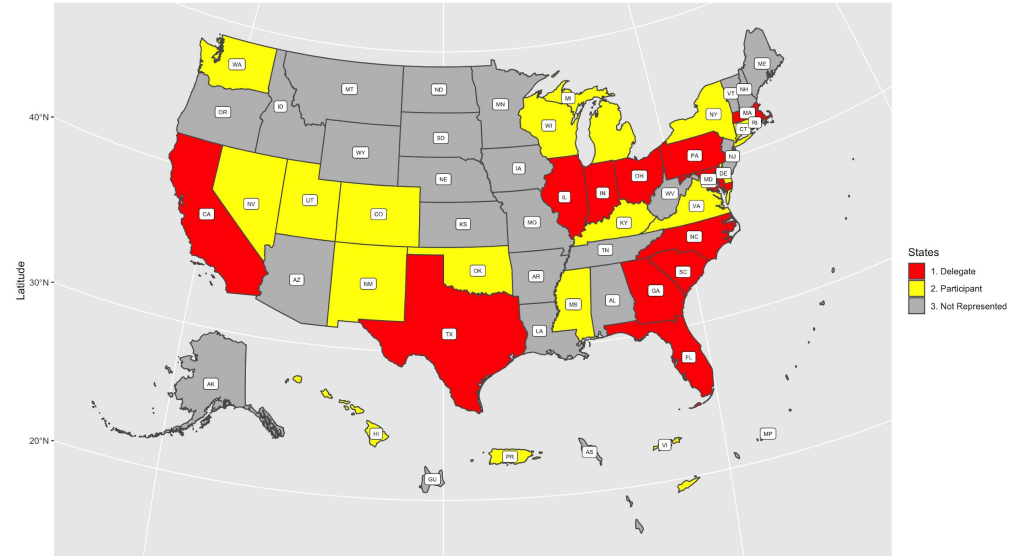 40°N
30°N
20°N
Latitude
WA
OR
ID
MT
ND
MN
WY
SD
NE
IA
WI
MI
NY
VT
NH
ME
MA
RI
CT
NJ
PA
DE
MD
OH
IN
IL
WV
VA
KY
CA
NV
UT
CO
KS
MO
AZ
NM
OK
AR
TN
NC
SC
GA
AL
MS
LA
TX
FL
AK
HI
PR
GU
AS
VI
MP
States
1. Delegate
2. Participant
3. Not Represented